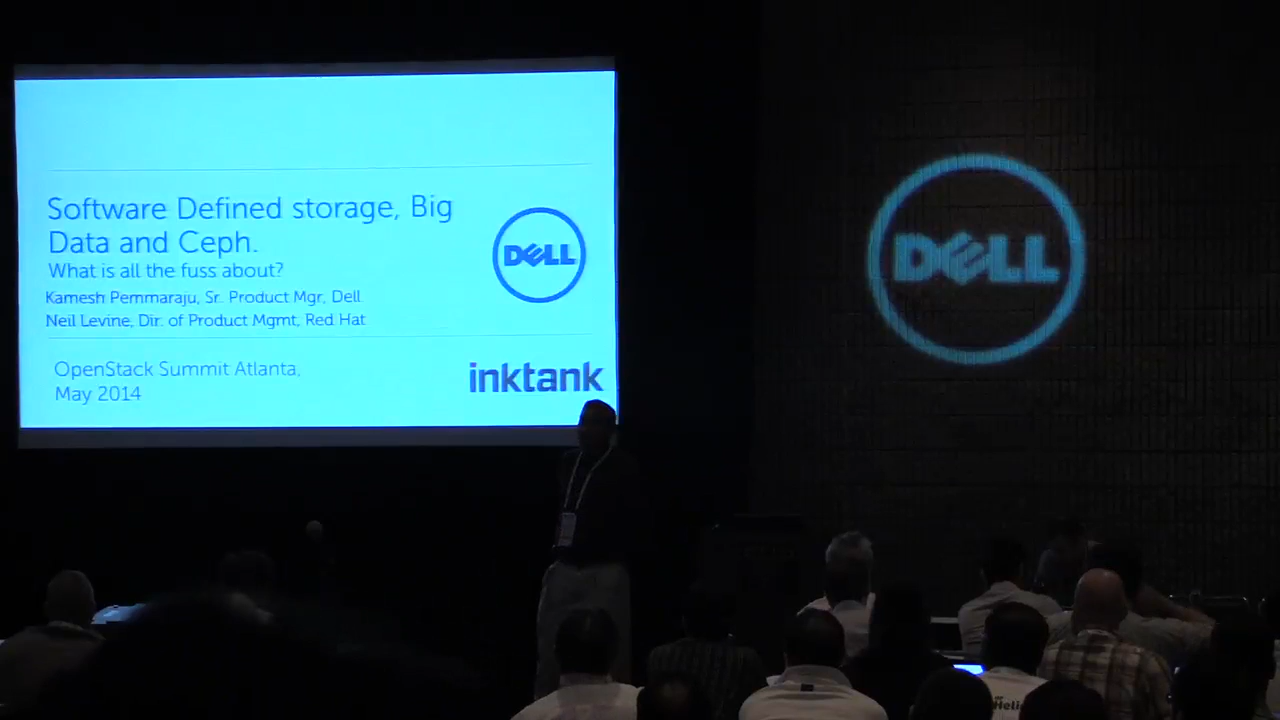 Software Defined storage, Big
Data and Ceph.
What is all the fuss about?
Kamesh Pemmaraju, Sr. Product Mgr, Dell
Neil Levine, Dir. of Product Mgmt, Red Hat
DELL
OpenStack Summit Atlanta,
May 2014
inktank
DELL